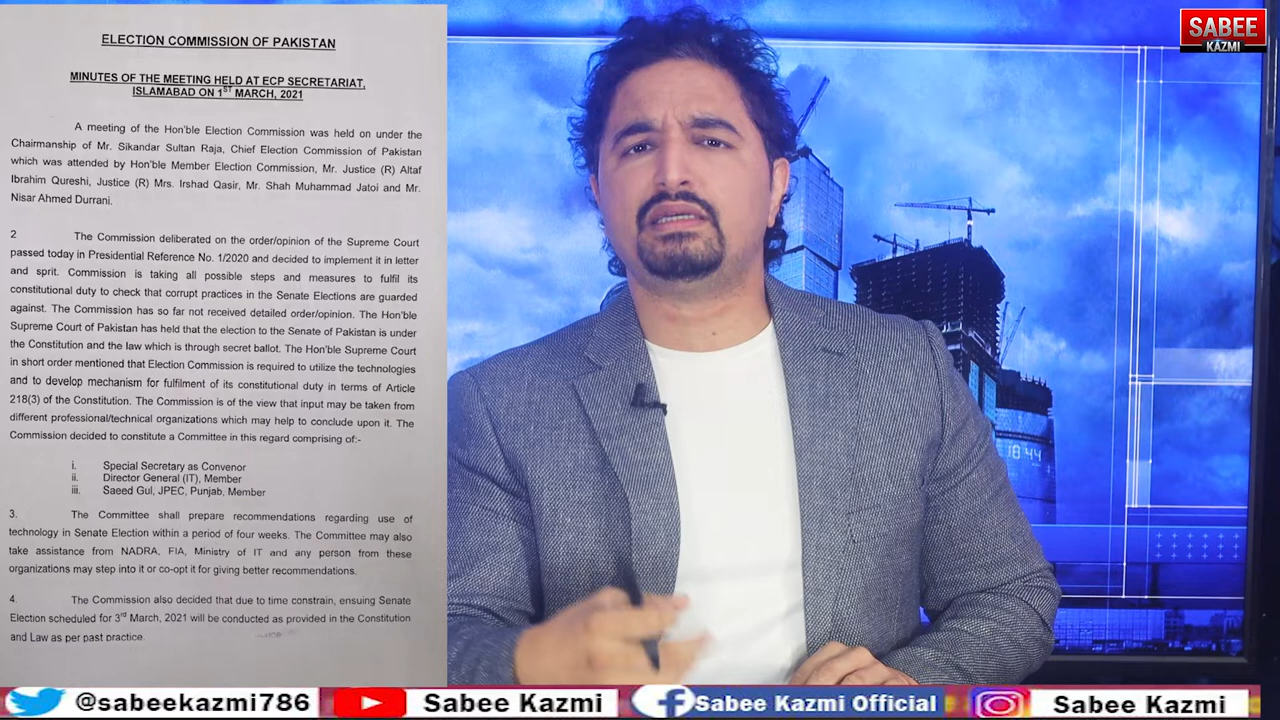 ELECTION COMMISSION OF PAKISTAN
MINUTES OF THE MEETING HELD AT ECP SECRETARIAT,
ISLAMABAD ON 1ST MARCH, 2021
A meeting of the Hon'ble Election Commission was held on under the
Chairmanship of Mr. Sikandar Sultan Raja, Chief Election Commission of Pakistan
which was attended by Hon'ble Member Election Commission, Mr. Justice (R) Altaf
Ibrahim Qureshi, Justice (R) Mrs. Irshad Qasir, Mr. Shah Muhammad Jatoi and Mr.
Nisar Ahmed Durrani.
2 The Commission deliberated on the order/opinion of the Supreme Court
passed today in Presidential Reference No. 1/2020 and decided to implement it in letter
and sprit. Commission is taking all possible steps and measures to fulfil its
constitutional duty to check that corrupt practices in the Senate Elections are guarded
against. The Commission has so far not received detailed order/opinion. The Hon'ble
Supreme Court of Pakistan has held that the election to the Senate of Pakistan is under
the Constitution and the law which is through secret ballot. The Hon'ble Supreme Court
in short order mentioned that Election Commission is required to utilize the technologies
and to develop mechanism for fulfilment of its constitutional duty in terms of Article
218(3) of the Constitution. The Commission is of the view that input may be taken from
different professional/technical organizations which may help to conclude upon it. The
Commission decided to constitute a Committee in this regard comprising of:-
i. Special Secretary as Convenor
ii. Director General (IT), Member
iii. Saeed Gul, JPEC, Punjab, Member
3. The Committee shall prepare recommendations regarding use of
technology in Senate Election within a period of four weeks. The Committee may also
take assistance from NADRA, FIA, Ministry of IT and any person from these
organizations may step into it or co-opt it for giving better recommendations.
4. The Commission also decided that due to time constrain, ensuing Senate
Election scheduled for 3rd March, 2021 will be conducted as provided in the Constitution
and Law as per past practice.
SABEE
KAZMI
18:44
@sabeekazmi786
Sabee Kazmi
Sabee Kazmi Official
Sabee Kazmi